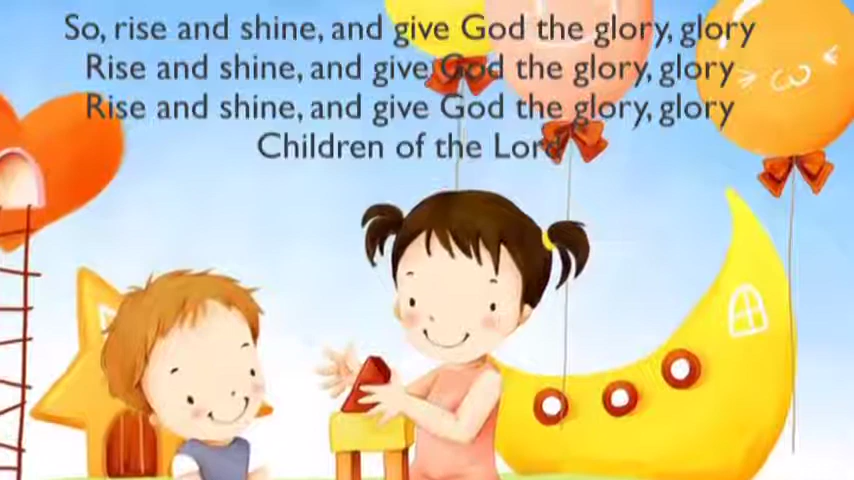 So, rise and shine, and give God the glory, glory
Rise and shine, and give God the glory, glory
Rise and shine, and give God the glory, glory
Children of the Lord